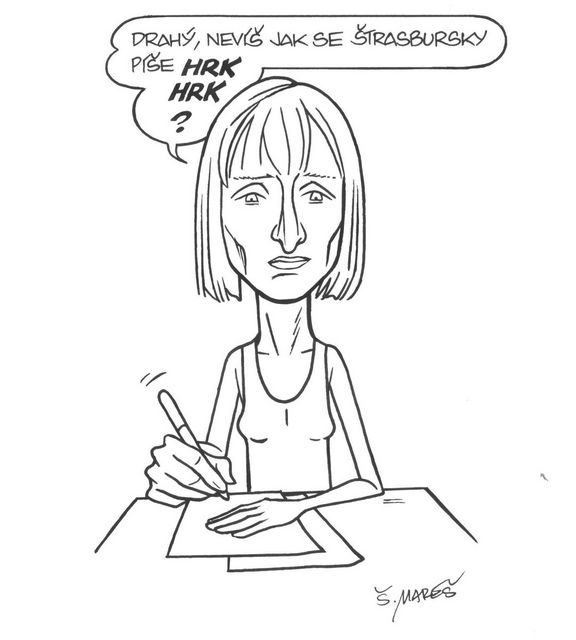 DRAHÝ, NEVÍŠ JAK SE ŠTRASBURSKY
PÍŠE HRK
HRK
?
Š. MAREŠ